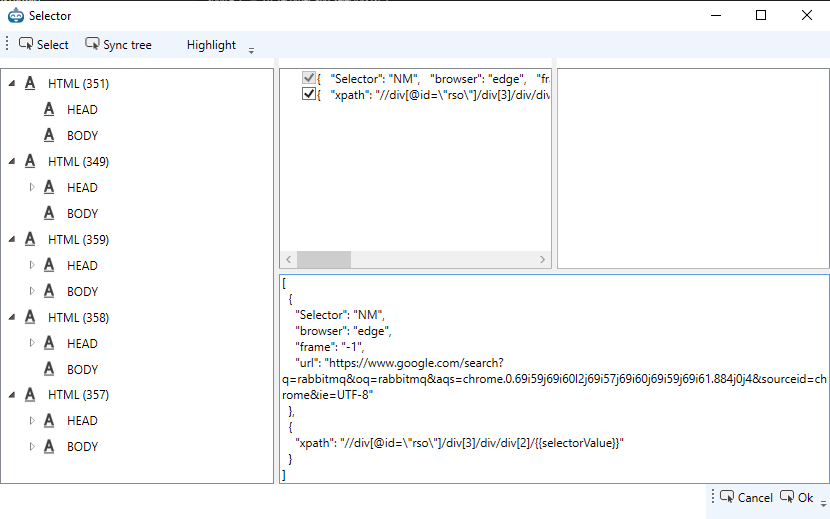 Selector
Select
Sync tree
Highlight
HTML (351)
HEAD
BODY
HTML (349)
HEAD
BODY
HTML (359)
HEAD
BODY
HTML (358)
HEAD
BODY
HTML (357)
HEAD
BODY
{ "Selector": "NM", "browser": "edge", "fra
{ "xpath": "//div[@id=\"rso\"]/div[3]/div/div
[
{
"Selector": "NM",
"browser": "edge",
"frame": "-1",
"url": "https://www.google.com/search?
q=rabbitmq&oq=rabbitmq&aqs=chrome.0.69i59j69i60l2j69i57j69i60j69i59j69i61.884j0j4&sourceid=ch
rome&ie=UTF-8"
},
{
"xpath": "//div[@id=\"rso\"]/div[3]/div/div[2]/{{selectorValue}}"
}
]
Cancel
Ok